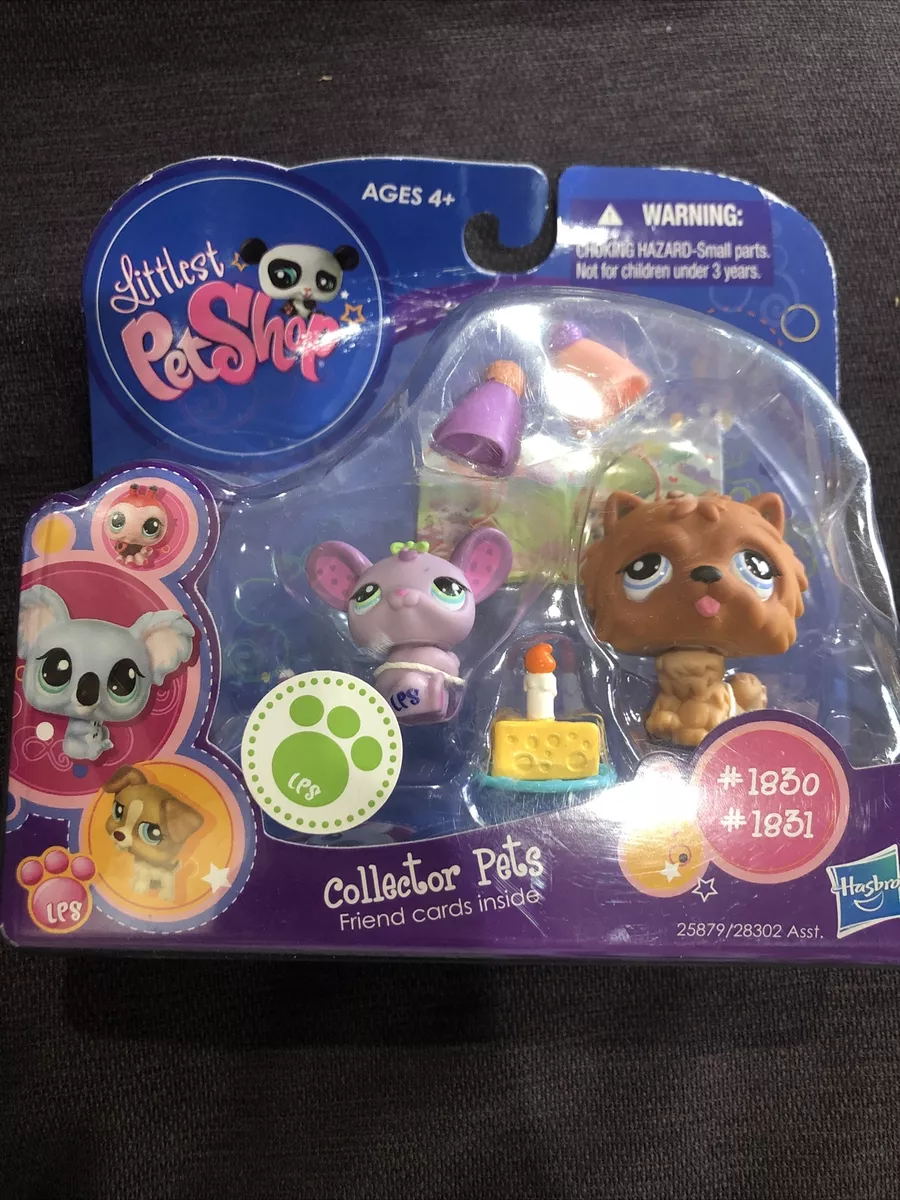 AGES 4+
WARNING:
CHOKING HAZARD-Small parts.
Not for children under 3 years.
Littlest
PetShop
LPS
LPS
#1830
#1831
Collector Pets
Friend cards inside
LPS
Hasbro
25879/28302 Asst.